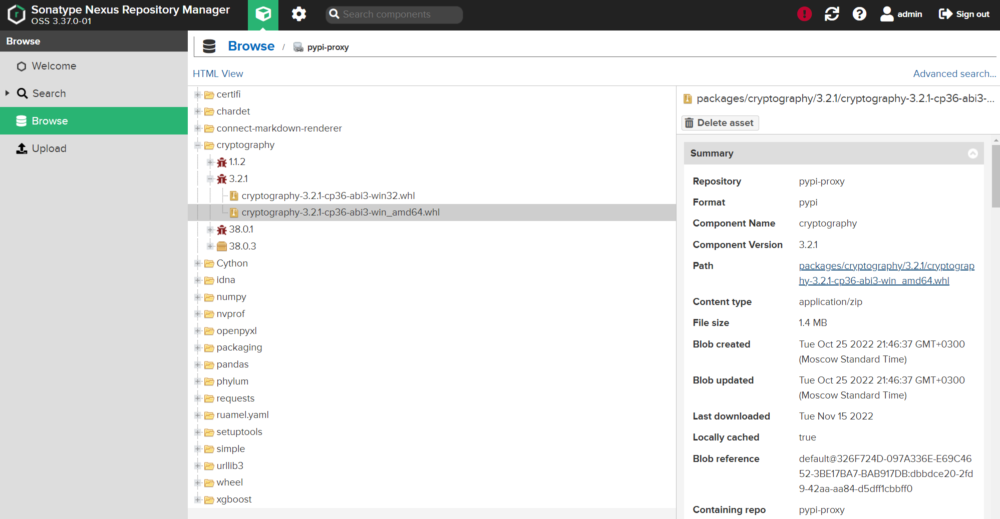 Sonatype Nexus Repository Manager
OSS 3.37.0-01
Search components
admin
Sign out
Browse
Welcome
Search
Browse
Upload
Browse / pypi-proxy
HTML View
Advanced search...
certifi
chardet
connect-markdown-renderer
cryptography
1.1.2
3.2.1
cryptography-3.2.1-cp36-abi3-win32.whl
cryptography-3.2.1-cp36-abi3-win_amd64.whl
38.0.1
38.0.3
Cython
idna
numpy
nvprof
openpyxl
packaging
pandas
phylum
requests
ruamel.yaml
setuptools
simple
urllib3
wheel
xgboost
packages/cryptography/3.2.1/cryptography-3.2.1-cp36-abi3-...
Delete asset
Summary
Repository pypi-proxy
Format pypi
Component Name cryptography
Component Version 3.2.1
Path packages/cryptography/3.2.1/cryptograp
hy-3.2.1-cp36-abi3-win_amd64.whl
Content type application/zip
File size 1.4 MB
Blob created Tue Oct 25 2022 21:46:37 GMT+0300
(Moscow Standard Time)
Blob updated Tue Oct 25 2022 21:46:37 GMT+0300
(Moscow Standard Time)
Last downloaded Tue Nov 15 2022
Locally cached true
Blob reference default@326F724D-097A336E-E69C46
52-3BE17BA7-BAB917DB:dbbdce20-2fd
9-42aa-aa84-d5dff1cbbff0
Containing repo pypi-proxy